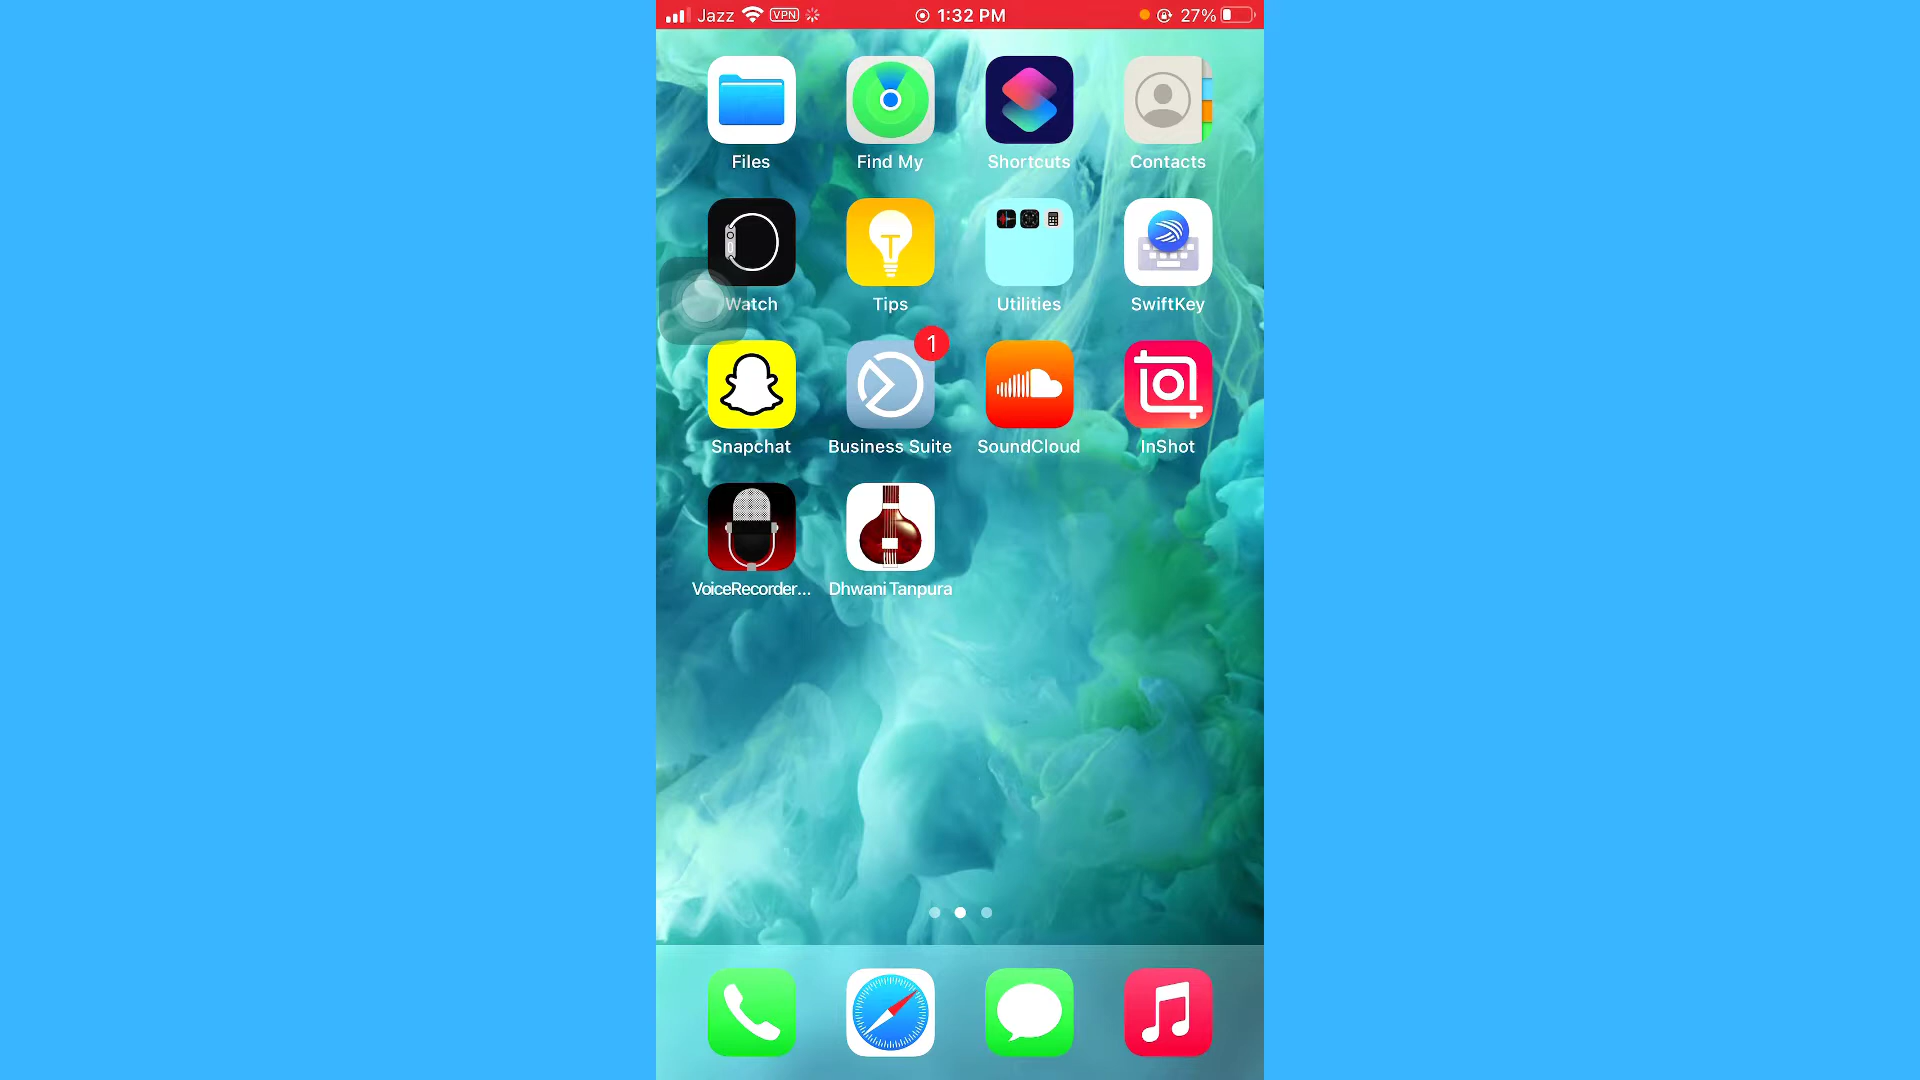 Jazz VPN 1:32 PM 27%
Files Find My Shortcuts Contacts
Watch Tips Utilities SwiftKey
1
Snapchat Business Suite SoundCloud InShot
VoiceRecorder... Dhwani Tanpura